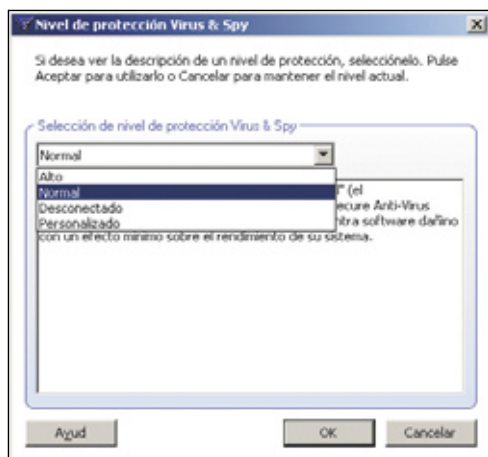 Nivel de protección Virus & Spy
Si desea ver la descripción de un nivel de protección, selecciónelo. Pulse
Aceptar para utilizarlo o Cancelar para mantener el nivel actual.
Selección de nivel de protección Virus & Spy
Normal
Alto
Normal
Desconectado
Personalizado
l" (el
ecure Anti-Virus
ntra software dañino
con un efecto mínimo sobre el rendimiento de su sistema.
Ayud
OK
Cancelar